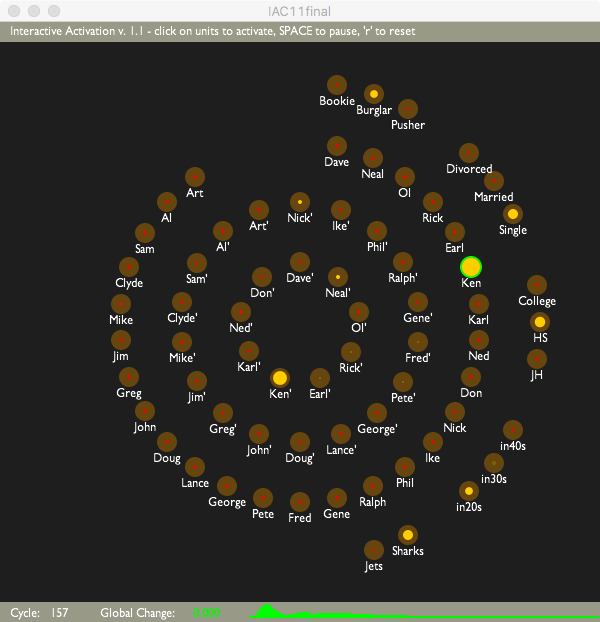 IAC11final
Interactive Activation v. 1.1 - click on units to activate, SPACE to pause, 'r' to reset
Bookie
Burglar
Pusher
Dave
Neal
Divorced
Art
Ol
Married
Al
Art'
Nick'
Ike'
Rick
Single
Sam
Al'
Phil'
Earl
Clyde
Sam'
Don'
Dave'
Neal'
Ralph'
Ken
College
Mike
Clyde'
Ned'
Ol'
Gene'
Karl
HS
Jim
Mike'
Karl'
Rick'
Fred'
Ned
JH
Greg
Jim'
Ken'
Earl'
Pete'
Don
John
Greg'
George'
Nick
in40s
Doug
John'
Doug'
Lance'
Ike
in30s
Lance
Phil
in20s
George
Pete
Fred
Gene
Ralph
Sharks
Jets
Cycle: 157 Global Change: 0.000